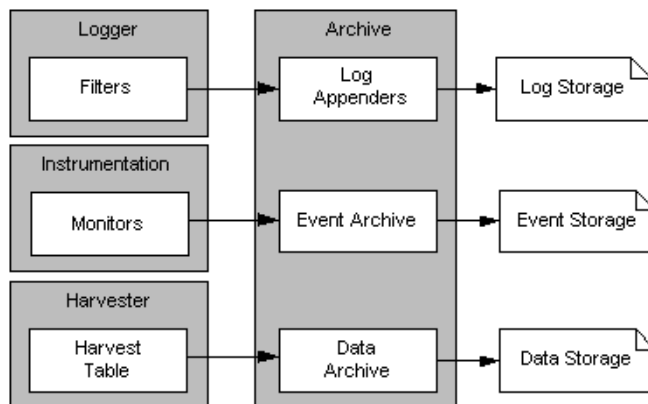 Logger
Archive
Filters
Log
Appenders
Log Storage
Instrumentation
Monitors
Event Archive
Event Storage
Harvester
Harvest
Table
Data
Archive
Data Storage